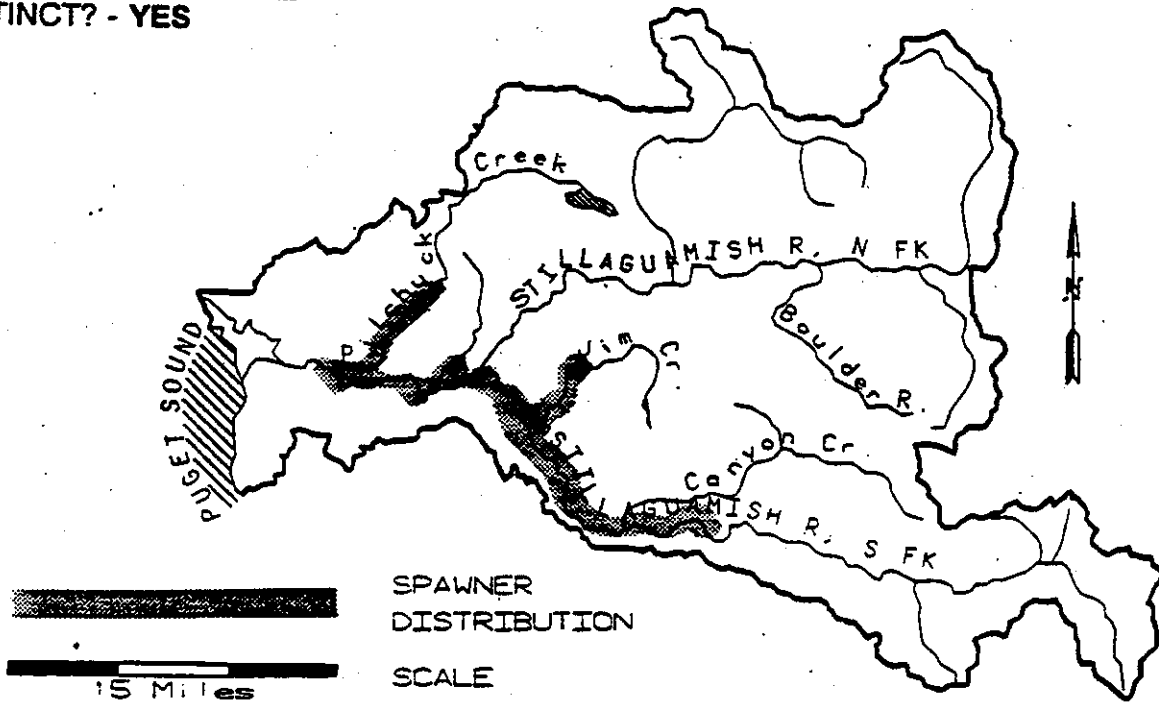 TINCT? - YES
Creek
Pilchuck
STILLAGUAMISH R. N FK
N
Boulder R.
PUGET SOUND
Jim Cr.
Canyon Cr
STILLAGUAMISH R. S FK
SPAWNER
DISTRIBUTION
15 Miles
SCALE